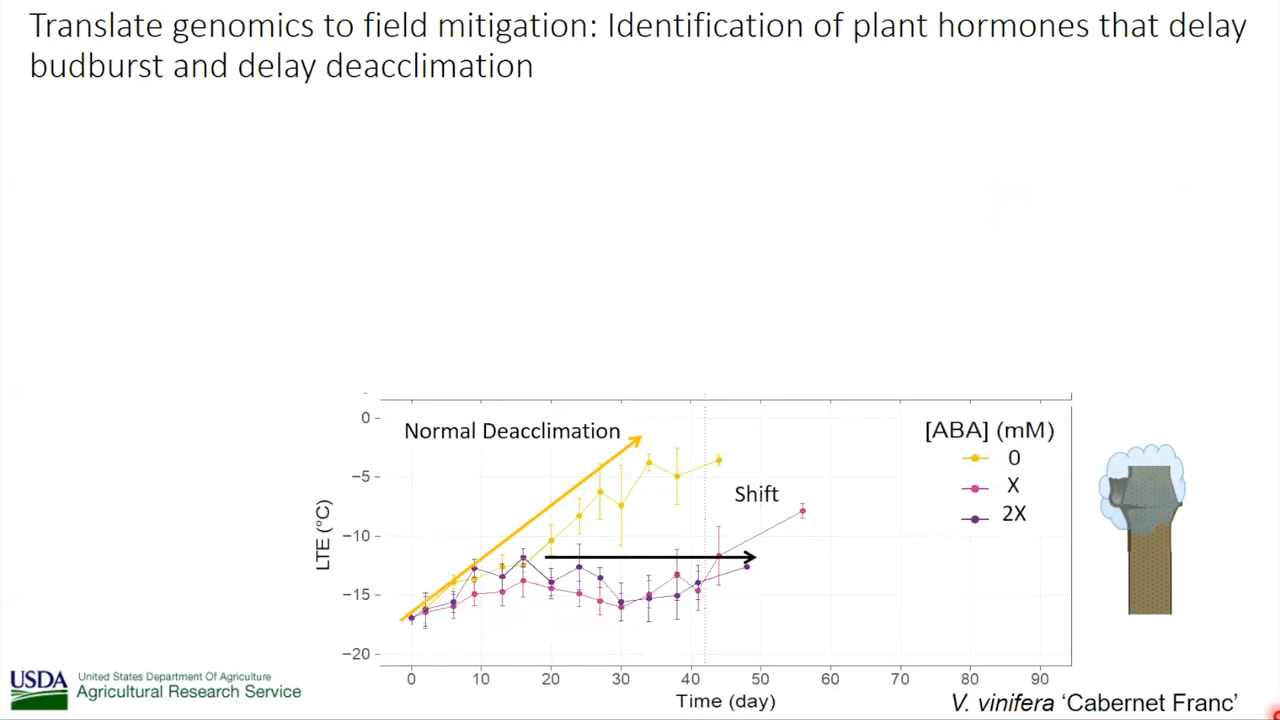 Translate genomics to field mitigation: Identification of plant hormones that delay
budburst and delay deacclimation
0
Normal Deacclimation
[ABA] (mM)
0
−5
X
Shift
2X
LTE (°C)
−10
−15
−20
0 10 20 30 40 50 60 70 80 90
Time (day)
V. vinifera ‘Cabernet Franc’
USDA
United States Department Of Agriculture
Agricultural Research Service